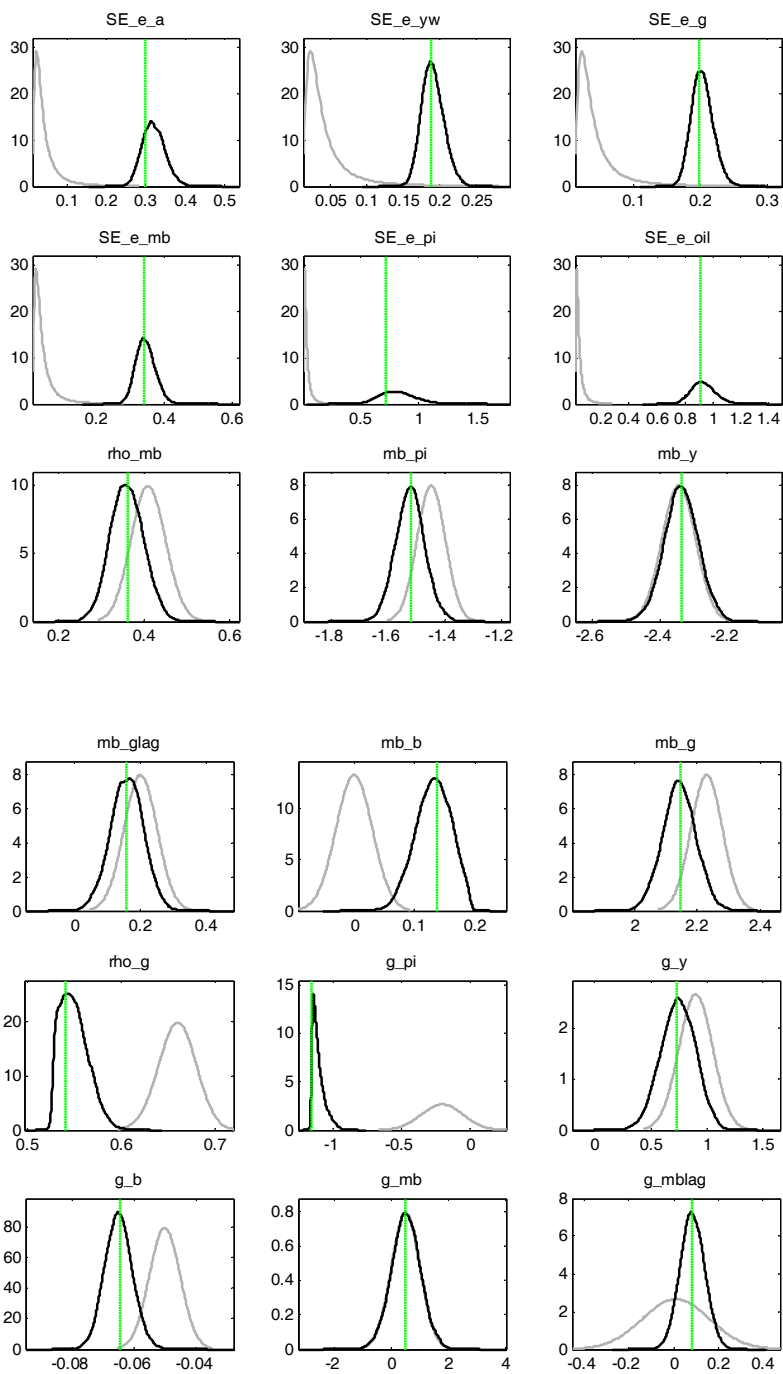 SE_e_a SE_e_yw SE_e_g
30 30 30
20 20 20
10 10 10
0 0 0
0.1 0.2 0.3 0.4 0.5 0.05 0.1 0.15 0.2 0.25 0.1 0.2 0.3
SE_e_mb SE_e_pi SE_e_oil
30 30 30
20 20 20
10 10 10
0 0 0
0.2 0.4 0.6 0.5 1 1.5 0.2 0.4 0.6 0.8 1 1.2 1.4
rho_mb mb_pi mb_y
10 8 8
6 6
5 4 4
2 2
0 0 0
0.2 0.4 0.6 -1.8 -1.6 -1.4 -1.2 -2.6 -2.4 -2.2
mb_glag mb_b mb_g
8 8
6 10 6
4 5 4
2 2
0 0 0
0 0.2 0.4 0 0.1 0.2 2 2.2 2.4
rho_g g_pi g_y
20 15 2
10 10 1
5
0 0 0
0.5 0.6 0.7 -1 -0.5 0 0 0.5 1 1.5
g_b g_mb g_mblag
80 0.8 8
60 0.6 6
40 0.4 4
20 0.2 2
0 0 0
-0.08 -0.06 -0.04 -2 0 2 4 -0.4 -0.2 0 0.2 0.4